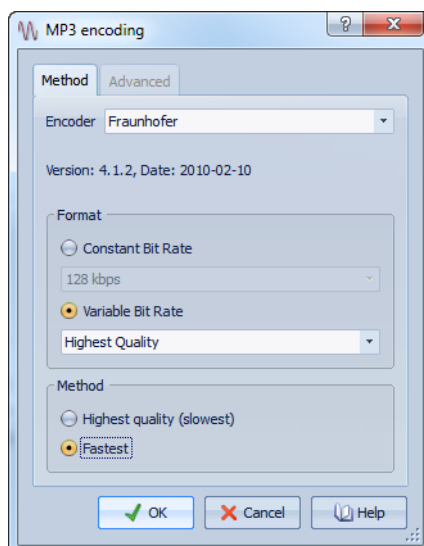 MP3 encoding
Method Advanced
Encoder Fraunhofer
Version: 4.1.2, Date: 2010-02-10
Format
Constant Bit Rate
128 kbps
Variable Bit Rate
Highest Quality
Method
Highest quality (slowest)
Fastest
OK Cancel Help